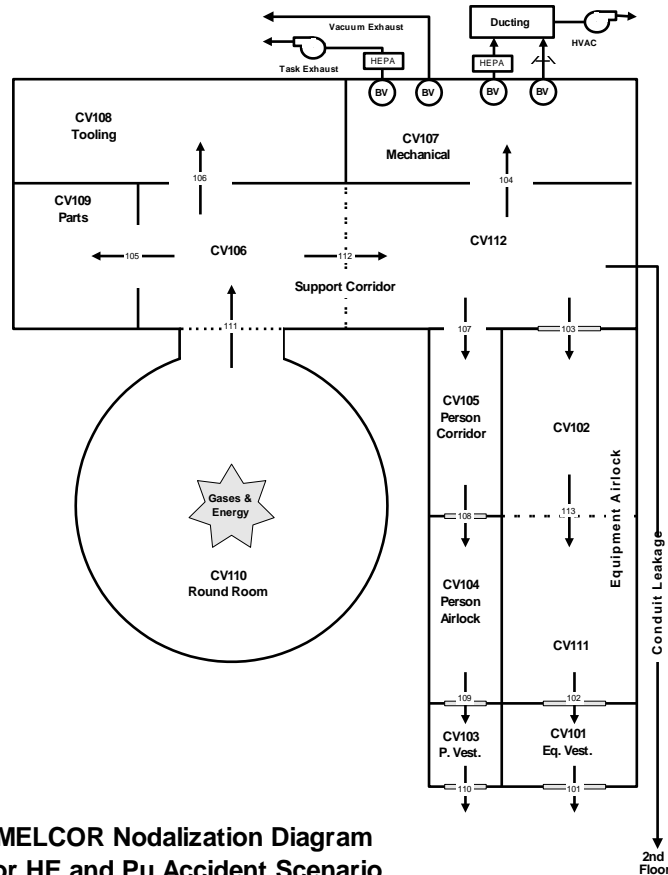 Vacuum Exhaust
Ducting
Task Exhaust
HEPA
HEPA
HVAC
BV
BV
BV
BV
CV108
Tooling
CV107
Mechanical
106
104
CV109
Parts
CV106
CV112
105
112
Support Corridor
111
107
103
CV105
Person
Corridor
CV102
Gases &
Energy
108
113
Equipment Airlock
Conduit Leakage
CV110
Round Room
CV104
Person
Airlock
CV111
109
102
CV103
P. Vest.
CV101
Eq. Vest.
110
101
MELCOR Nodalization Diagram
or HE and Pu Accident Scenario
2nd
Floor